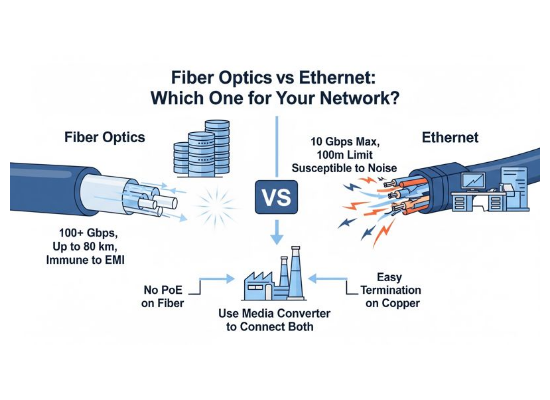 Fiber Optics vs Ethernet:
Which One for Your Network?
Fiber Optics
100+ Gbps,
Up to 80 km,
Immune to EMI
VS
10 Gbps Max,
100m Limit
Susceptible to Noise
Ethernet
No PoE
on Fiber
Use Media Converter
to Connect Both
Easy
Termination
on Copper